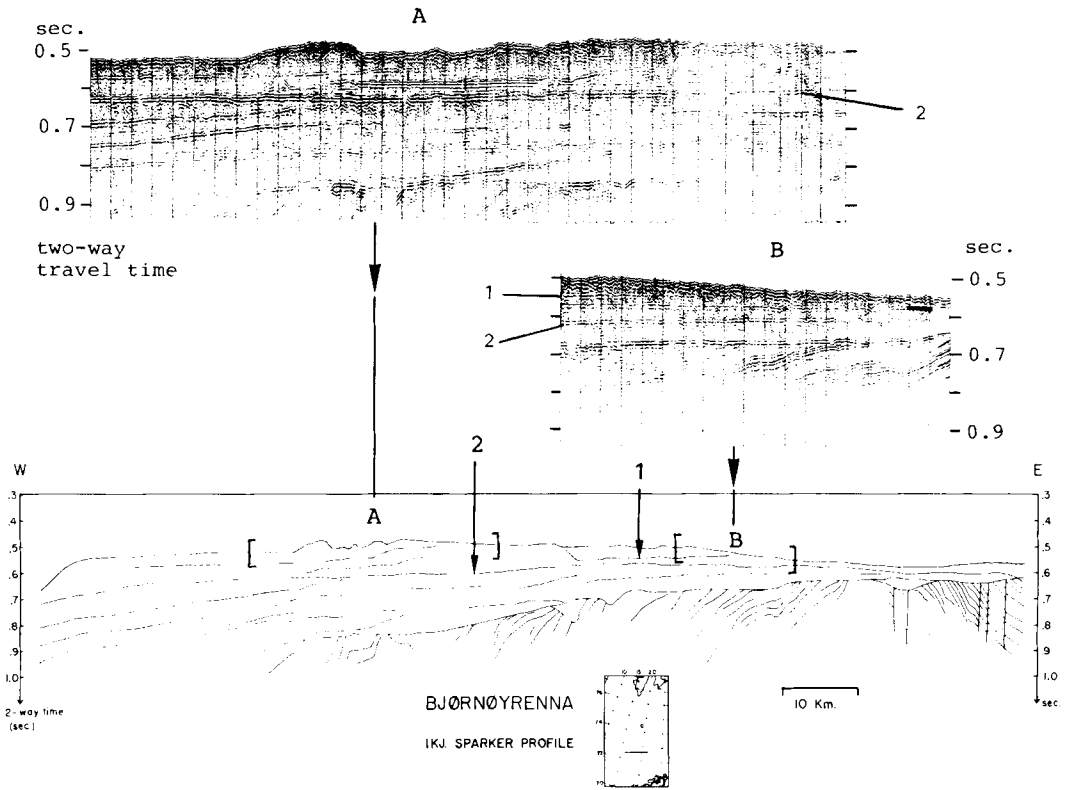 A
sec.
0.5
0.7
0.9
2
two-way
travel time
B
sec.
0.5
0.7
0.9
1
2
W
2
1
E
.3
.4
.5
.6
.7
.8
.9
1.0
2-way time
(sec)
A
B
.3
.4
.5
.6
.7
.8
.9
1.0
sec.
BJØRNØYRENNA
1KJ. SPARKER PROFILE
10 Km.